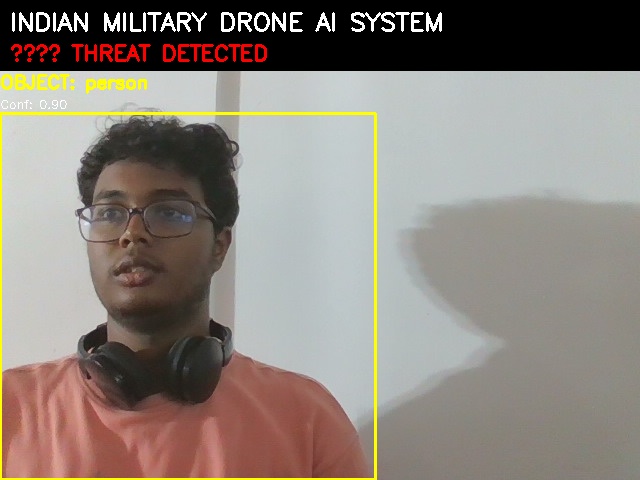 INDIAN MILITARY DRONE AI SYSTEM
???? THREAT DETECTED
OBJECT: person
Conf: 0.90